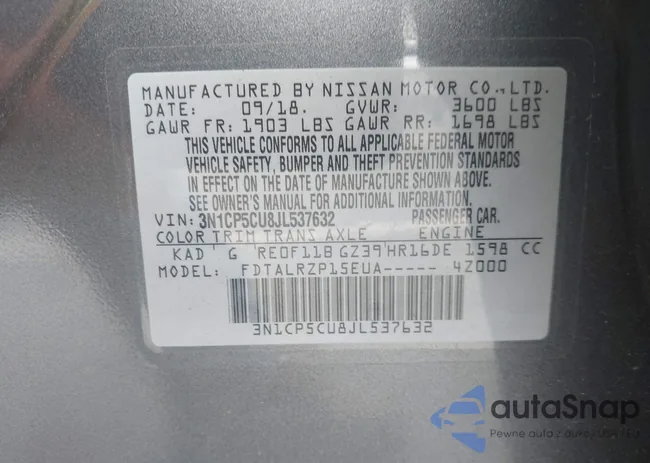 MANUFACTURED BY NISSAN MOTOR CO., LTD.
DATE: 09/18. GVWR: 3600 LBS
GAWR FR: 1903 LBS GAWR RR: 1698 LBS
THIS VEHICLE CONFORMS TO ALL APPLICABLE FEDERAL MOTOR
VEHICLE SAFETY, BUMPER AND THEFT PREVENTION STANDARDS
IN EFFECT ON THE DATE OF MANUFACTURE SHOWN ABOVE.
SEE OWNER'S MANUAL FOR ADDITIONAL INFORMATION.
VIN: 3N1CP5CU8JL537632 PASSENGER CAR.
COLOR TRIM TRANS AXLE ENGINE
KAD G RE0F11B GZ39 HR16DE 1598 CC
MODEL: FDTALRZP15EUA----- 4Z000
3N1CP5CU8JL537632
autoSnap
Pewne auta z dużej